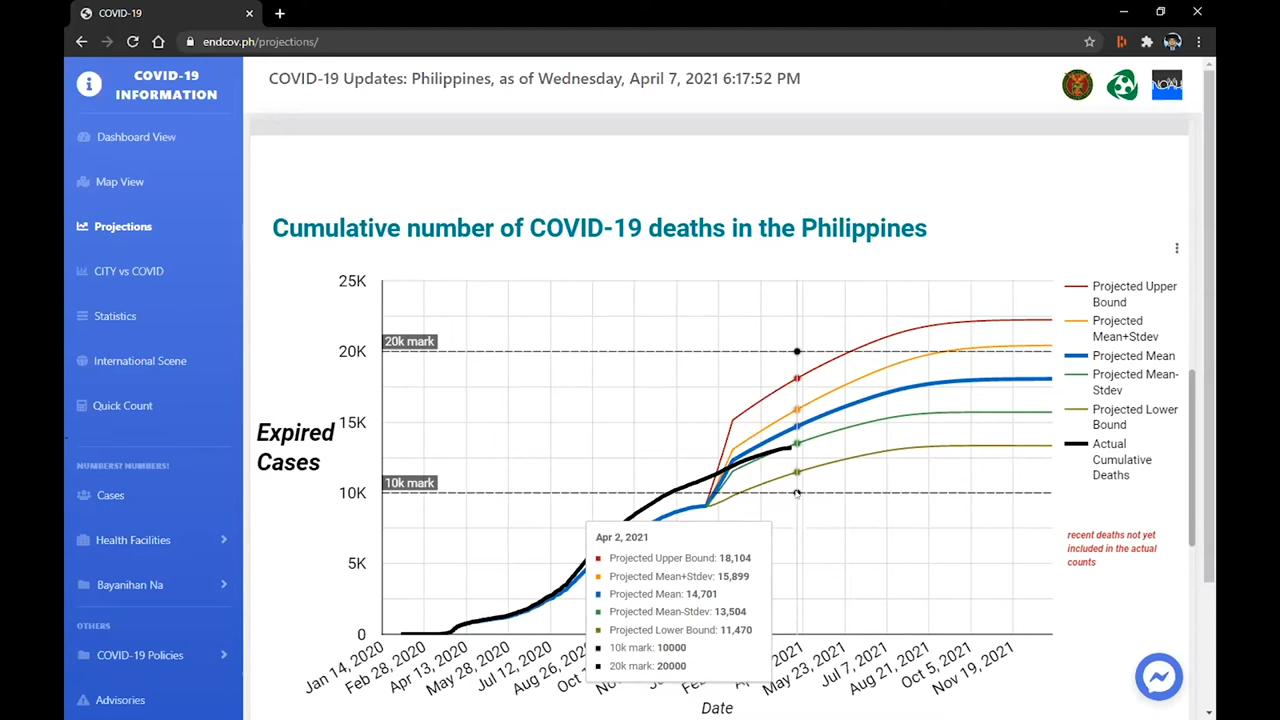 COVID-19
endcov.ph/projections/
COVID-19
INFORMATION
Dashboard View
Map View
Projections
CITY vs COVID
Statistics
International Scene
Quick Count
NUMBERS? NUMBERS!
Cases
Health Facilities
Bayanihan Na
OTHERS
COVID-19 Policies
Advisories
COVID-19 Updates: Philippines, as of Wednesday, April 7, 2021 6:17:52 PM
NOAH
Cumulative number of COVID-19 deaths in the Philippines
25K
20K
15K
10K
5K
0
20k mark
10k mark
Expired
Cases
Projected Upper
Bound
Projected
Mean+Stdev
Projected Mean
Projected Mean-
Stdev
Projected Lower
Bound
Actual
Cumulative
Deaths
recent deaths not yet
included in the actual
counts
Apr 2, 2021
Projected Upper Bound: 18,104
Projected Mean+Stdev: 15,899
Projected Mean: 14,701
Projected Mean-Stdev: 13,504
Projected Lower Bound: 11,470
10k mark: 10000
20k mark: 20000
Jan 14, 2020
Feb 28, 2020
Apr 13, 2020
May 28, 2020
Jul 12, 2020
Aug 26, 20
Oct
May 23, 2021
Jul 7, 2021
Aug 21, 2021
Oct 5, 2021
Nov 19, 2021
Date